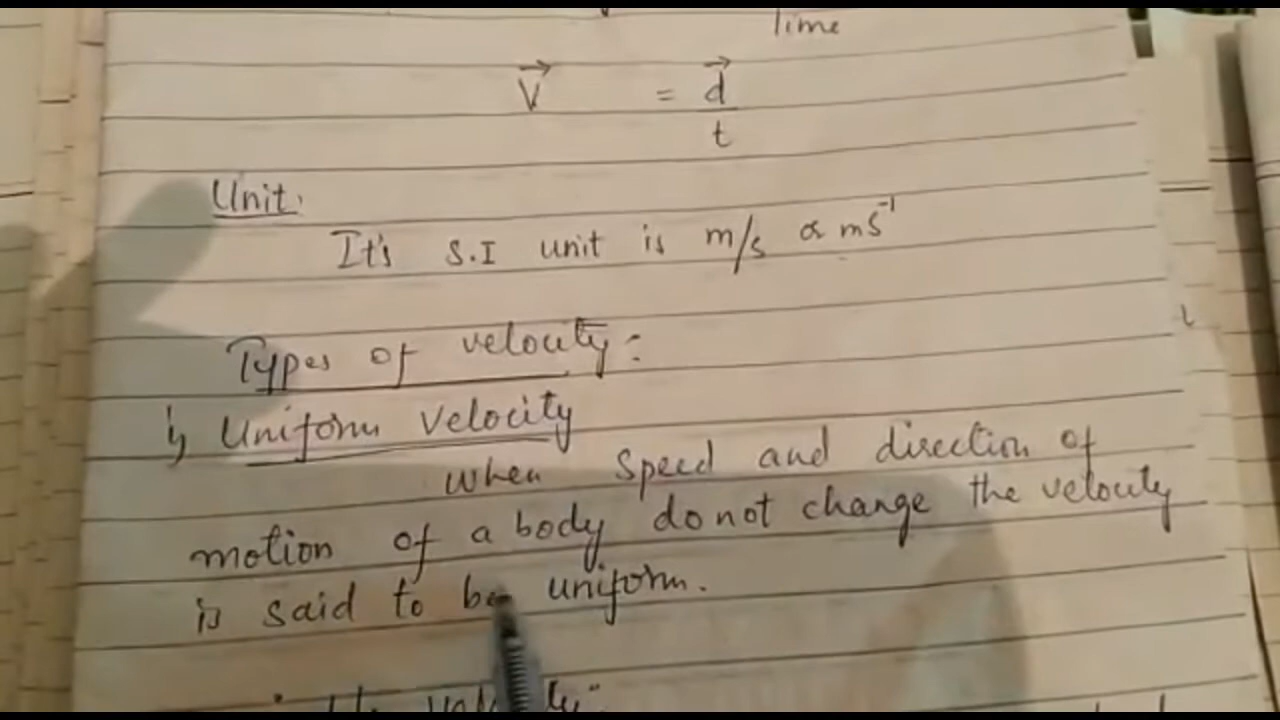 Time
V = d
t
Unit:
It's S.I unit is m/s or mS⁻¹
Types of velocity:
i) Uniform Velocity
when speed and direction of
motion of a body do not change the velocity
is said to be uniform.